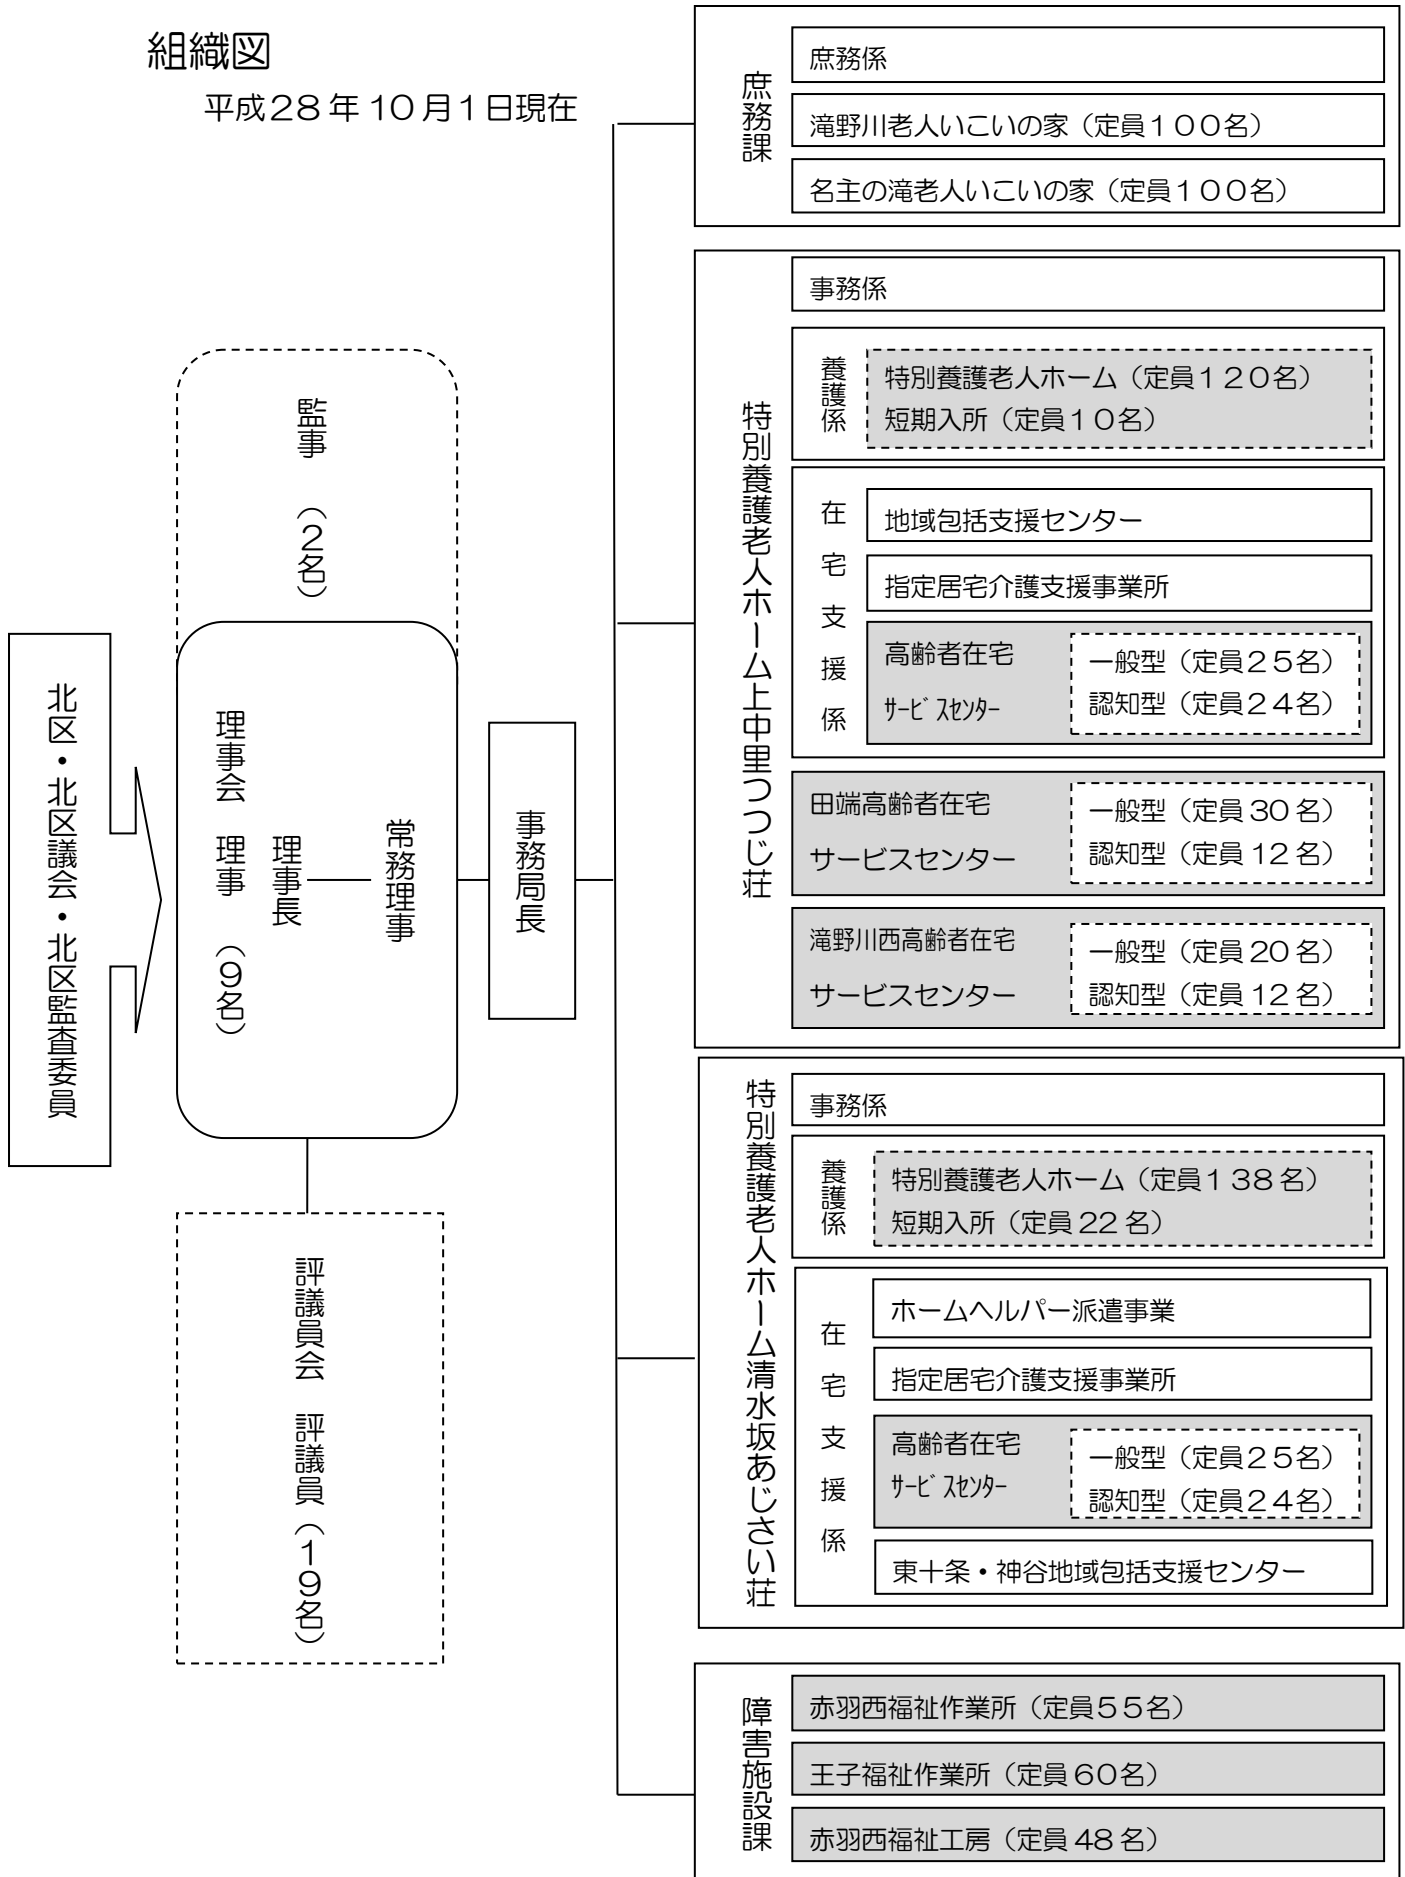 組織図
平成28年10月1日現在
北区・北区議会・北区監査委員
監事　（2名）
理事会　理事　（9名）
理事長
常務理事
評議員会　評議員（19名）
事務局長
庶務課
庶務係
滝野川老人いこいの家（定員１００名）
名主の滝老人いこいの家（定員１００名）
特別養護老人ホーム上中里つつじ荘
事務係
養護係
特別養護老人ホーム（定員１２０名）
短期入所（定員１０名）
在宅支援係
地域包括支援センター
指定居宅介護支援事業所
高齢者在宅
ｻｰﾋﾞｽｾﾝﾀｰ
一般型（定員２５名）
認知型（定員２４名）
田端高齢者在宅
サービスセンター
一般型（定員30名）
認知型（定員12名）
滝野川西高齢者在宅
サービスセンター
一般型（定員20名）
認知型（定員12名）
特別養護老人ホーム清水坂あじさい荘
事務係
養護係
特別養護老人ホーム（定員１38名）
短期入所（定員22名）
在宅支援係
ホームヘルパー派遣事業
指定居宅介護支援事業所
高齢者在宅
ｻｰﾋﾞｽｾﾝﾀｰ
一般型（定員２５名）
認知型（定員２４名）
東十条・神谷地域包括支援センター
障害施設課
赤羽西福祉作業所（定員５５名）
王子福祉作業所（定員60名）
赤羽西福祉工房（定員48名）